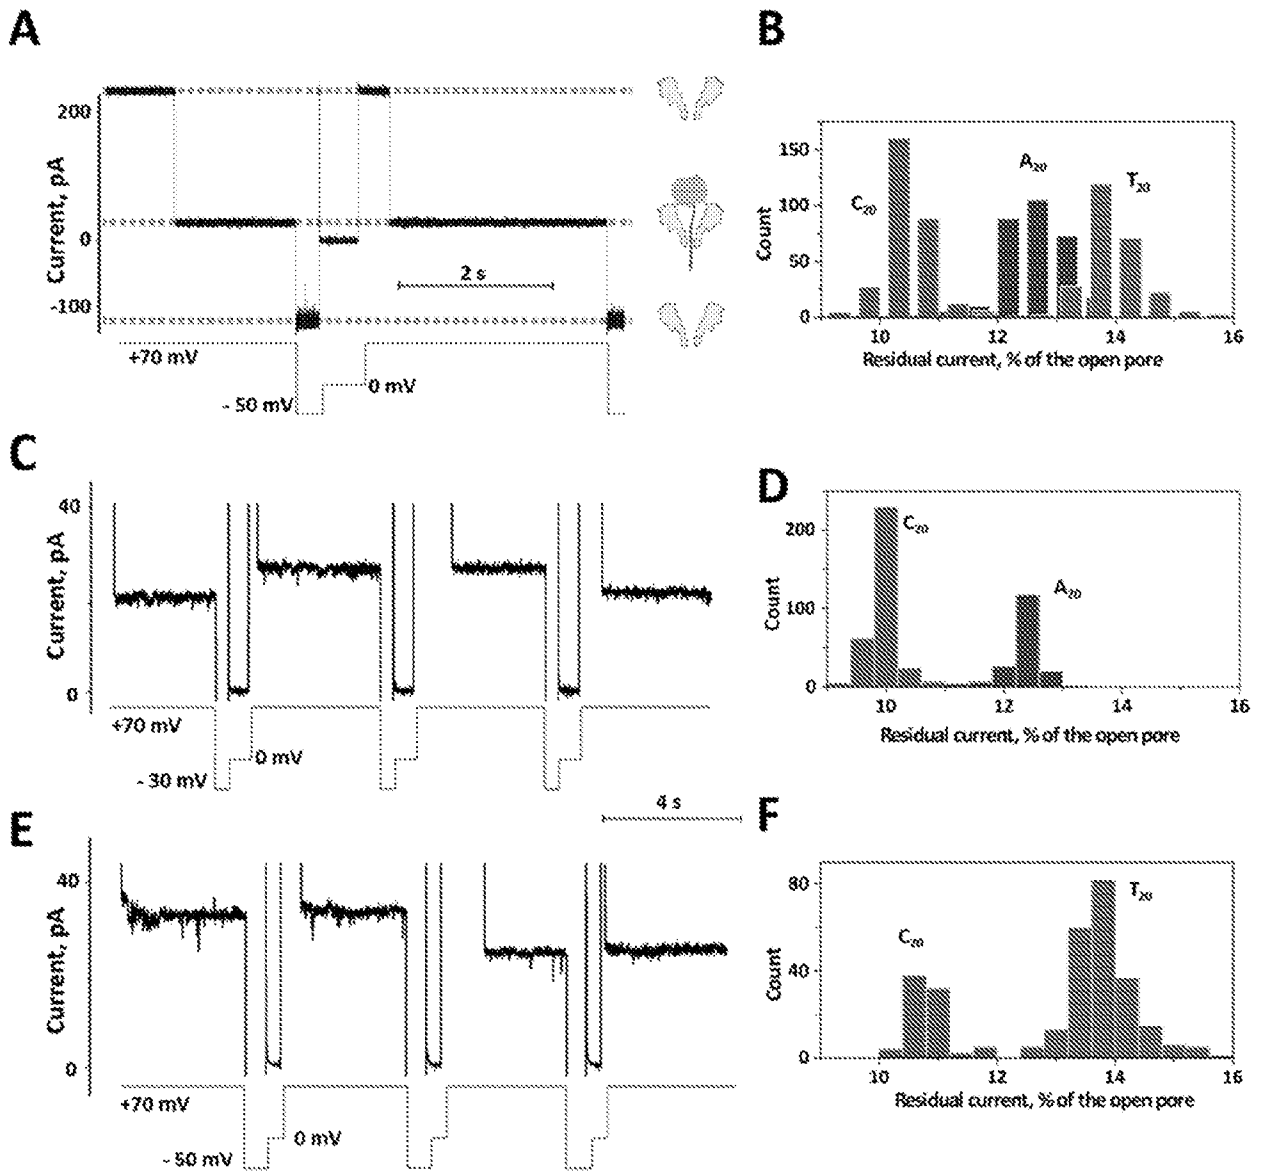 A
200
0
-100
Current, pA
2 s
+70 mV
- 50 mV
0 mV
B
150
100
50
0
Count
C₂₀
A₂₀
T₂₀
10 12 14 16
Residual current, % of the open pore
C
40
0
Current, pA
+70 mV
- 30 mV
0 mV
4 s
D
200
100
0
Count
C₂₀
A₂₀
10 12 14 16
Residual current, % of the open pore
E
40
0
Current, pA
+70 mV
- 50 mV
0 mV
F
80
40
0
Count
C₂₀
T₂₀
10 12 14 16
Residual current, % of the open pore